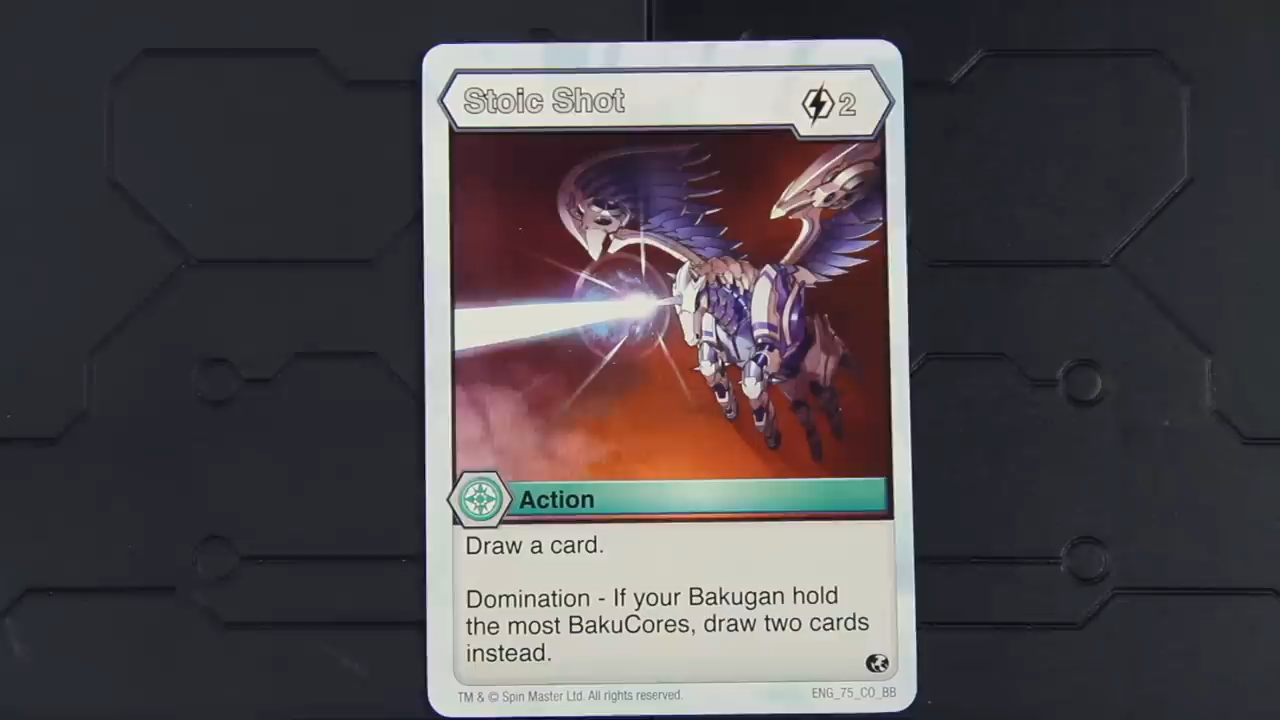 Stoic Shot
2
Action
Draw a card.
Domination - If your Bakugan hold
the most BakuCores, draw two cards
instead.
TM & © Spin Master Ltd. All rights reserved.
ENG_75_CO_BB